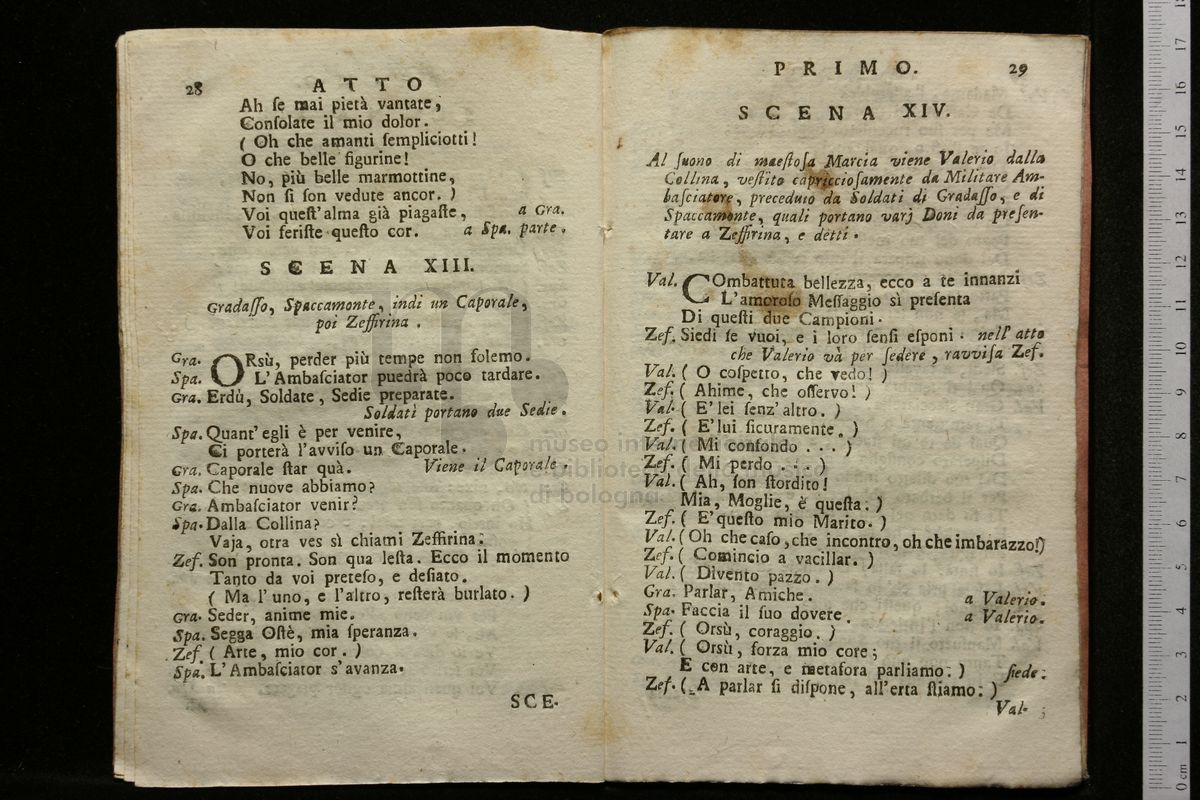 28 ATTO
Ah ſe mai pietà vantate,
Conſolate il mio dolor.
( Oh che amanti ſempliciotti!
O che belle figurine!
No, più belle marmottine,
Non ſi ſon vedute ancor. )
Voi queſt'alma già piagaſte, a Gra.
Voi feriſte queſto cor. a Spa. parte.
SCENA XIII.
Gradaſſo, Spaccamonte, indi un Caporale,
poi Zeffirina.
Gra. ORsù, perder più tempe non ſolemo.
Spa. L'Ambaſciator puedrà poco tardare.
Gra. Erdù, Soldate, Sedie preparate.
Soldati portano due Sedie.
Spa. Quant'egli è per venire,
Ci porterà l'avviſo un Caporale.
Gra. Caporale ſtar quà. Viene il Caporale.
Spa. Che nuove abbiamo?
Gra. Ambaſciator venir?
Spa. Dalla Collina?
Vaja, otra ves sì chiami Zeffirina.
Zef. Son pronta. Son qua leſta. Ecco il momento
Tanto da voi preteſo, e deſiato.
( Ma l'uno, e l'altro, reſterà burlato. )
Gra. Seder, anime mie.
Spa. Segga Oſtè, mia ſperanza.
Zef. ( Arte, mio cor. )
Spa. L'Ambaſciator s'avanza.
SCE-
PRIMO. 29
SCENA XIV.
Al ſuono di maeſtoſa Marcia viene Valerio dalla
Collina, veſtito capriccioſamente da Militare Am-
baſciatore, preceduto da Soldati di Gradaſſo, e di
Spaccamonte, quali portano varj Doni da preſen-
tare a Zeffirina, e detti.
Val. COmbattuta bellezza, ecco a te innanzi
L'amoroſo Meſſaggio sì preſenta
Di queſti due Campioni.
Zef. Siedi ſe vuoi, e i loro ſenſi eſponi. nell'atto
che Valerio và per ſedere, ravviſa Zef.
Val. ( O coſpetto, che vedo! )
Zef. ( Ahime, che oſſervo! )
Val. ( E' lei ſenz'altro. )
Zef. ( E' lui ſicuramente. )
Val. ( Mi confondo . . . )
Zef. ( Mi perdo . . . )
Val. ( Ah, ſon ſtordito!
Mia, Moglie, è queſta. )
Zef. ( E' queſto mio Marito. )
Val. ( Oh che caſo, che incontro, oh che imbarazzo!)
Zef. ( Comincio a vacillar. )
Val. ( Divento pazzo. )
Gra. Parlar, Amiche. a Valerio.
Spa. Faccia il ſuo dovere. a Valerio.
Zef. ( Orsù, coraggio. )
Val. ( Orsù, forza mio core;
E con arte, e metafora parliamo. ) ſiede.
Zef. ( A parlar ſi diſpone, all'erta ſtiamo. )
Val-
museo internazionale
e biblioteca della musica
di bologna